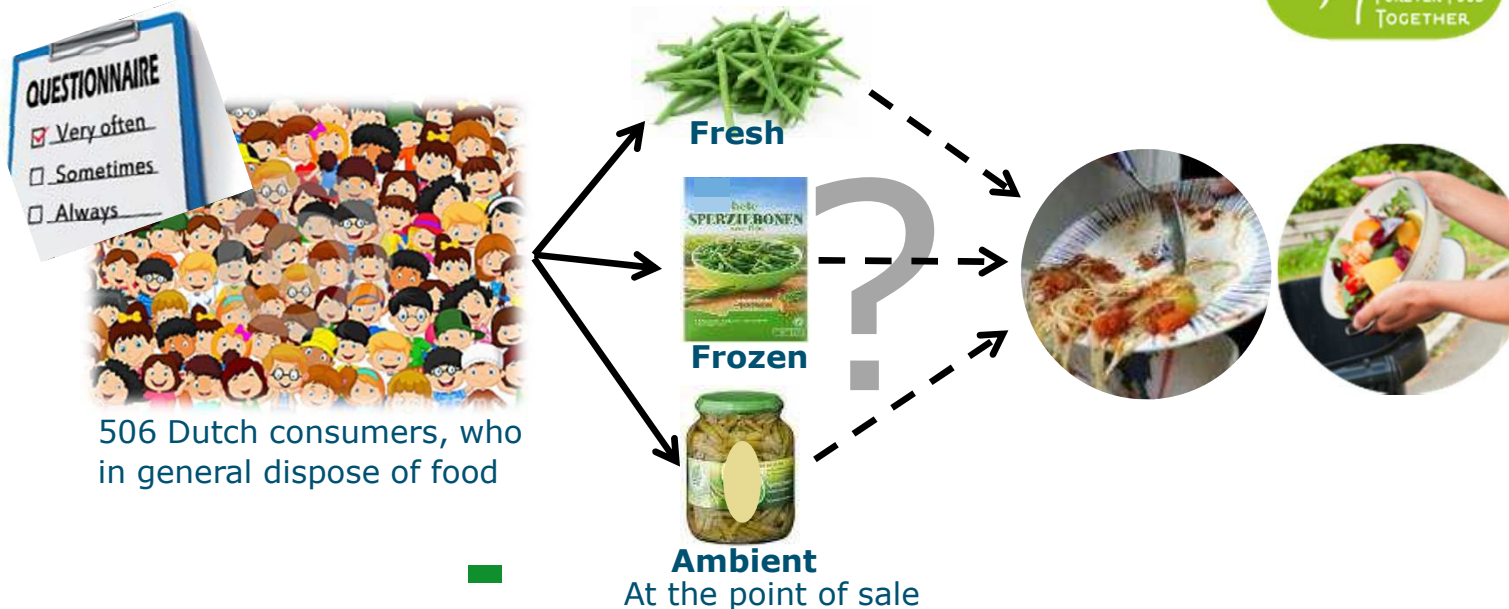 TOGETHER
QUESTIONNAIRE
Very often
Sometimes
Always
Fresh
hele
SPERZIEBONEN
?
Frozen
506 Dutch consumers, who
in general dispose of food
Ambient
At the point of sale